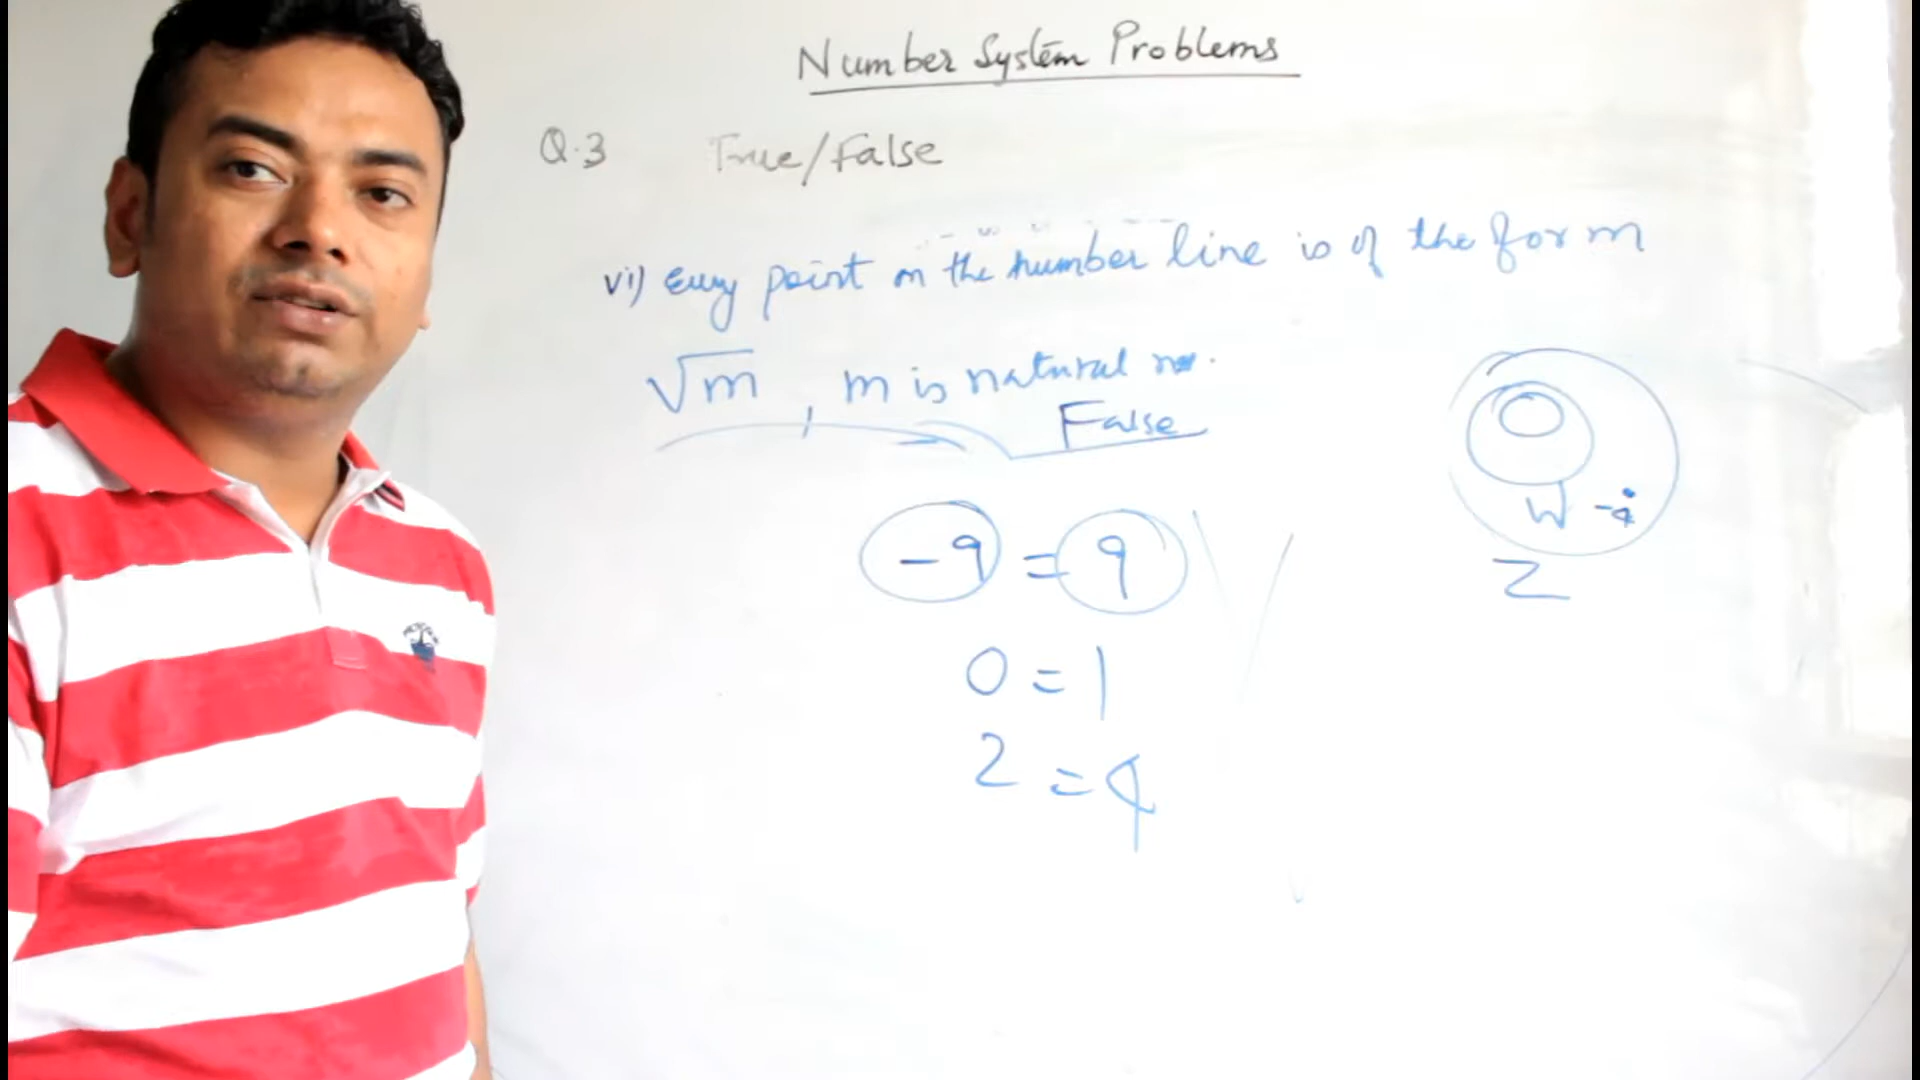 Number System Problems
Q.3 True/False
vii) Every point on the number line is of the form
√m , m is natural no.
False
-9 = 9
0 = 1
2 = 4
W
Z